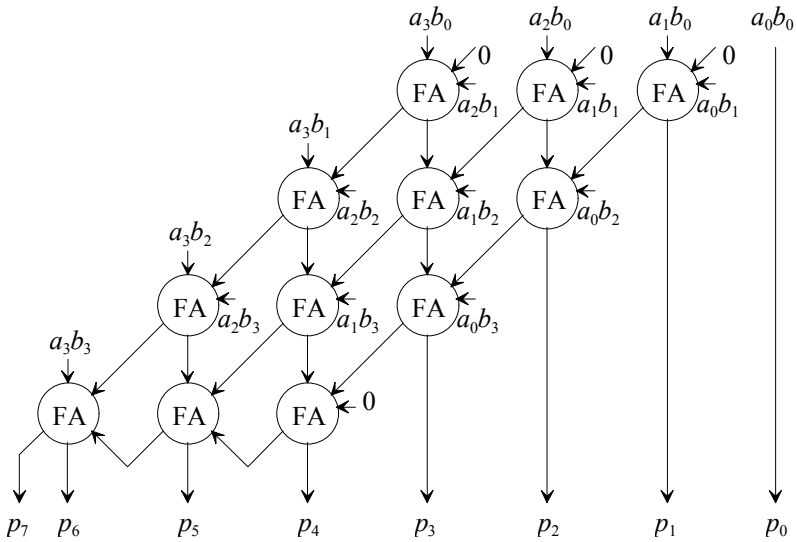 a₃b₀ a₂b₀ a₁b₀ a₀b₀
0 0 0
FA FA FA
a₂b₁ a₁b₁ a₀b₁
a₃b₁
FA FA FA
a₂b₂ a₁b₂ a₀b₂
a₃b₂
FA FA FA
a₂b₃ a₁b₃ a₀b₃
a₃b₃
FA FA FA 0
p₇ p₆ p₅ p₄ p₃ p₂ p₁ p₀